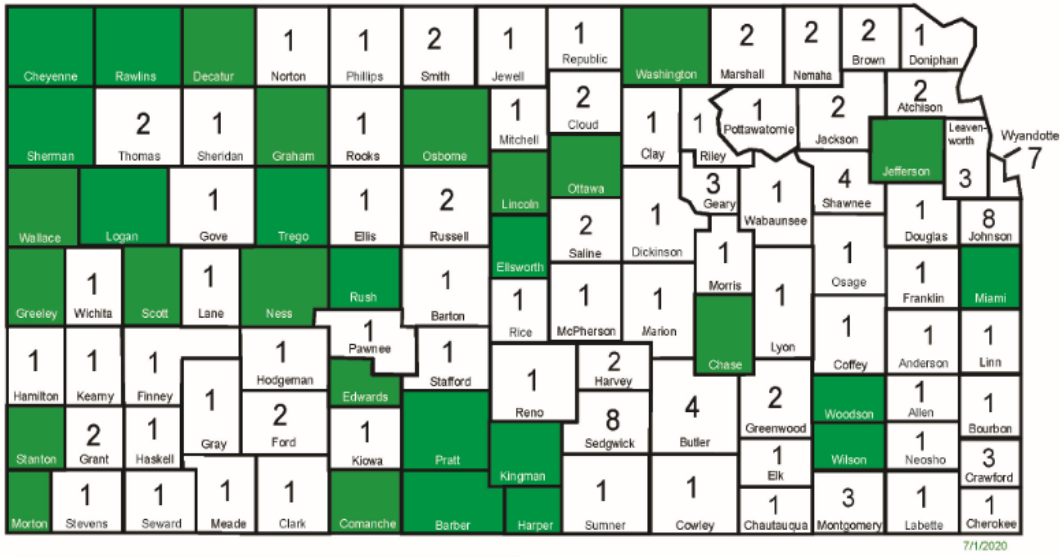 1 1 2 1 1 2 2 2 1
Cheyenne Rawlins Decatur Norton Phillips Smith Jewell Republic Washington Marshall Nemaha Brown Doniphan
2 1 1 1 2 1 1 1 2 2
Sherman Thomas Sheridan Graham Rooks Osborne Mitchell Cloud Clay Riley Pottawatomie Jackson Atchison
Jefferson Leaven-
worth
3
Wyandotte
7
1 1 2 2 1 3 1 4 1 8
Wallace Logan Gove Trego Ellis Russell Lincoln Ottawa Saline Dickinson Geary Wabaunsee Shawnee Douglas Johnson
1 1 1 1 1 1 1 1 1 1
Greeley Wichita Scott Lane Ness Rush Barton Ellsworth Rice McPherson Marion Morris Chase Lyon Osage Franklin Miami
1 1 1 1 1 1 1 2 1 1 1
Hamilton Kearny Finney Hodgeman Pawnee Edwards Stafford Reno Harvey Coffey Anderson Linn
2 1 1 2 1 8 4 2 1 1
Stanton Grant Haskell Gray Ford Kiowa Pratt Kingman Sedgwick Butler Greenwood Woodson Allen Bourbon
1 1 3
Elk Wilson Neosho Crawford
1 1 1 1 1 1 1 3 1 1
Morton Stevens Seward Meade Clark Comanche Barber Harper Sumner Cowley Chautauqua Montgomery Labette Cherokee
7/1/2020